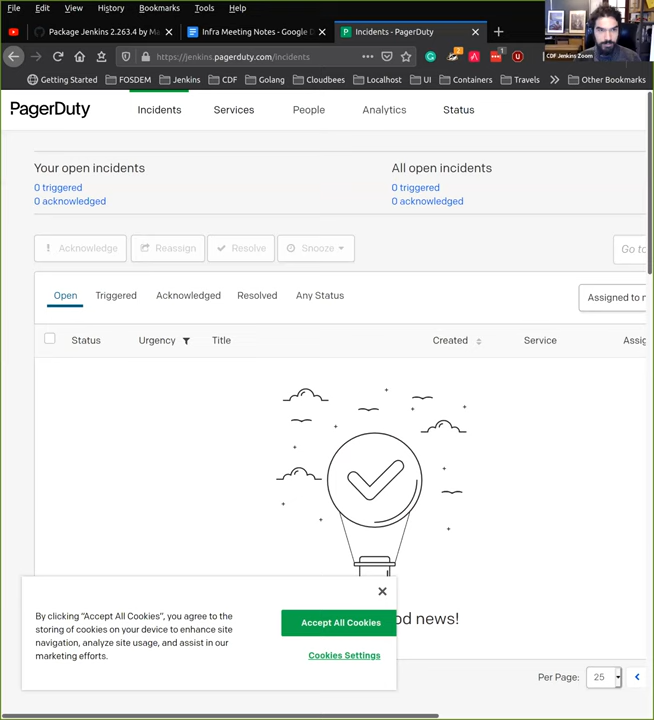 File Edit View History Bookmarks Tools Help
Package Jenkins 2.263.4 by Ma
Infra Meeting Notes - Google D
Incidents - PagerDuty
https://jenkins.pagerduty.com/incidents
2
1
CDF Jenkins Zoom
Getting Started FOSDEM Jenkins CDF Golang Cloudbees Localhost UI Containers Travels Other Bookmarks
PagerDuty Incidents Services People Analytics Status
Your open incidents
0 triggered
0 acknowledged
All open incidents
0 triggered
0 acknowledged
Acknowledge Reassign Resolve Snooze Go to
Open Triggered Acknowledged Resolved Any Status
Assigned to
Status Urgency Title Created Service Assig
By clicking "Accept All Cookies", you agree to the
storing of cookies on your device to enhance site
navigation, analyze site usage, and assist in our
marketing efforts.
Accept All Cookies
Cookies Settings
od news!
Per Page: 25